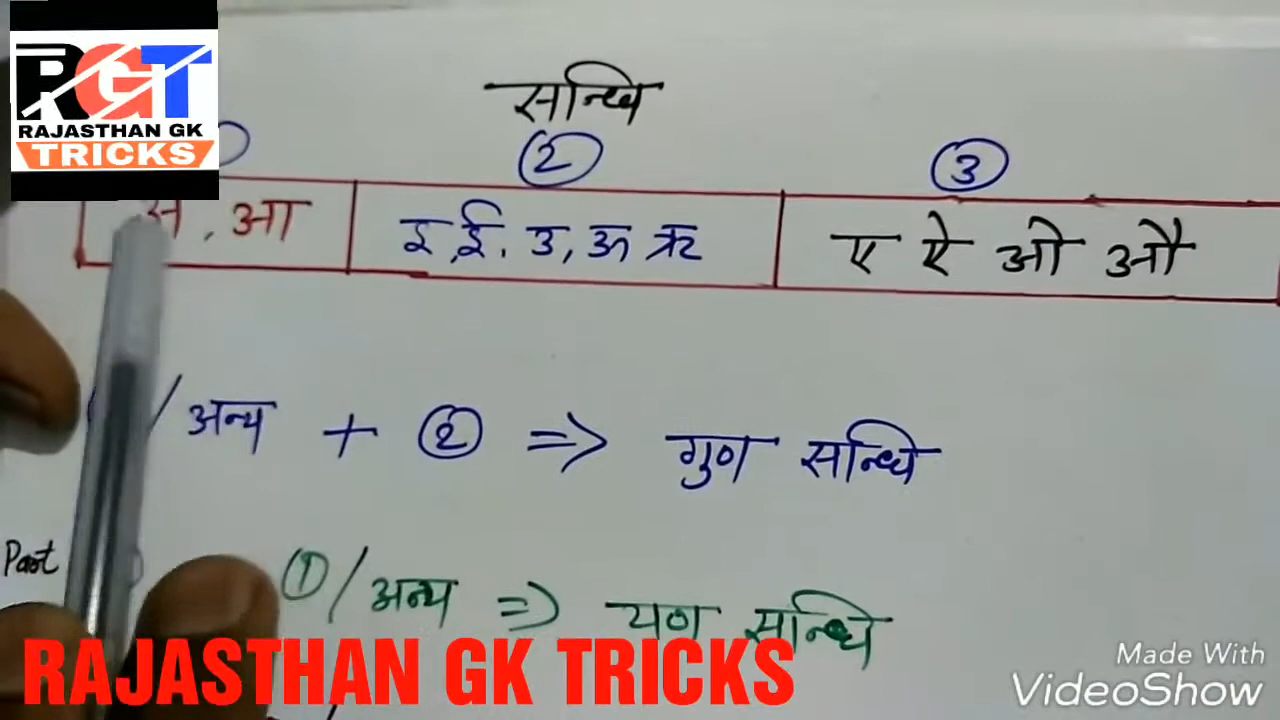 RGT
RAJASTHAN GK
TRICKS
सन्धि
② ③
अ, आ इ, ई, उ, ऊ ऋ ए ऐ ओ औ
/ अन्य + ② => गुण सन्धि
Part ① / अन्य => यण सन्धि
RAJASTHAN GK TRICKS
Made With
VideoShow